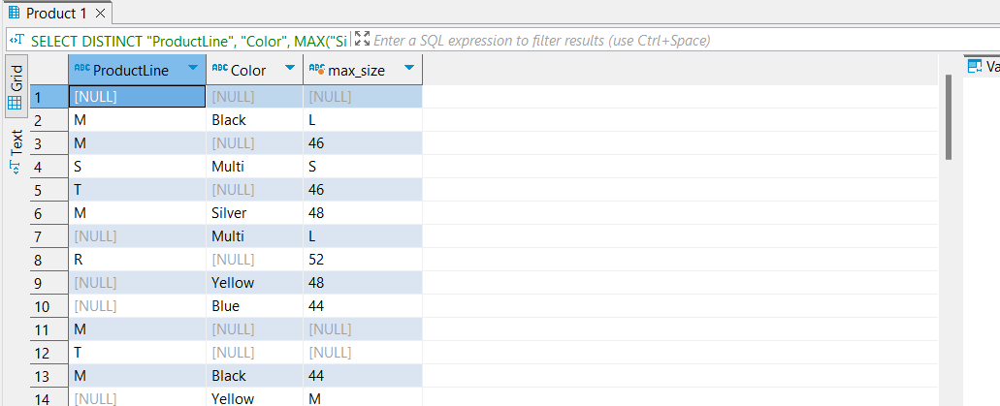 Product 1
SELECT DISTINCT "ProductLine", "Color", MAX("Si Enter a SQL expression to filter results (use Ctrl+Space)
Grid
Text
ABC ProductLine ABC Color ABC max_size
Va
1 [NULL] [NULL] [NULL]
2 M Black L
3 M [NULL] 46
4 S Multi S
5 T [NULL] 46
6 M Silver 48
7 [NULL] Multi L
8 R [NULL] 52
9 [NULL] Yellow 48
10 [NULL] Blue 44
11 M [NULL] [NULL]
12 T [NULL] [NULL]
13 M Black 44
14 [NULL] Yellow M